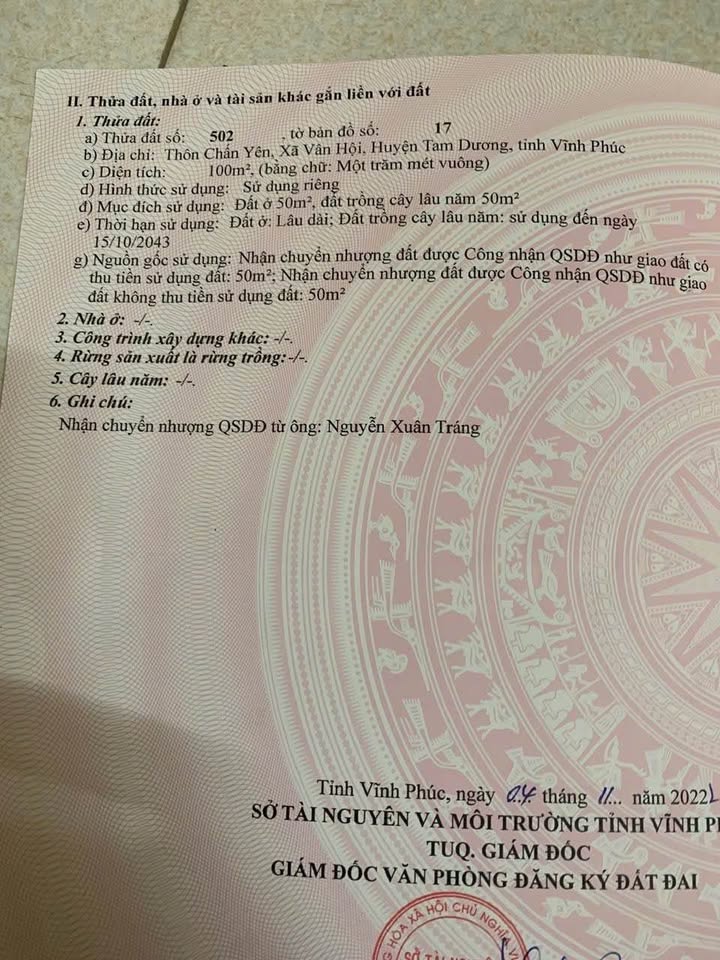 II. Thửa đất, nhà ở và tài sản khác gắn liền với đất
1. Thửa đất:
a) Thửa đất số: 502 , tờ bản đồ số: 17
b) Địa chỉ: Thôn Chấn Yên, Xã Vân Hội, Huyện Tam Dương, tỉnh Vĩnh Phúc
c) Diện tích: 100m², (bằng chữ: Một trăm mét vuông)
d) Hình thức sử dụng: Sử dụng riêng
đ) Mục đích sử dụng: Đất ở 50m², đất trồng cây lâu năm 50m²
e) Thời hạn sử dụng: Đất ở: Lâu dài; Đất trồng cây lâu năm: sử dụng đến ngày
15/10/2043
g) Nguồn gốc sử dụng: Nhận chuyển nhượng đất được Công nhận QSDĐ như giao đất có
thu tiền sử dụng đất: 50m²; Nhận chuyển nhượng đất được Công nhận QSDĐ như giao
đất không thu tiền sử dụng đất: 50m²
2. Nhà ở: -/-.
3. Công trình xây dựng khác: -/-.
4. Rừng sản xuất là rừng trồng: -/-.
5. Cây lâu năm: -/-.
6. Ghi chú:
Nhận chuyển nhượng QSDĐ từ ông: Nguyễn Xuân Tráng
Tỉnh Vĩnh Phúc, ngày 04 tháng 11... năm 2022
SỞ TÀI NGUYÊN VÀ MÔI TRƯỜNG TỈNH VĨNH
TUQ. GIÁM ĐỐC
GIÁM ĐỐC VĂN PHÒNG ĐĂNG KÝ ĐẤT ĐAI
HÒA XÃ HỘI CHỦ NGHĨA
SỞ TÀI